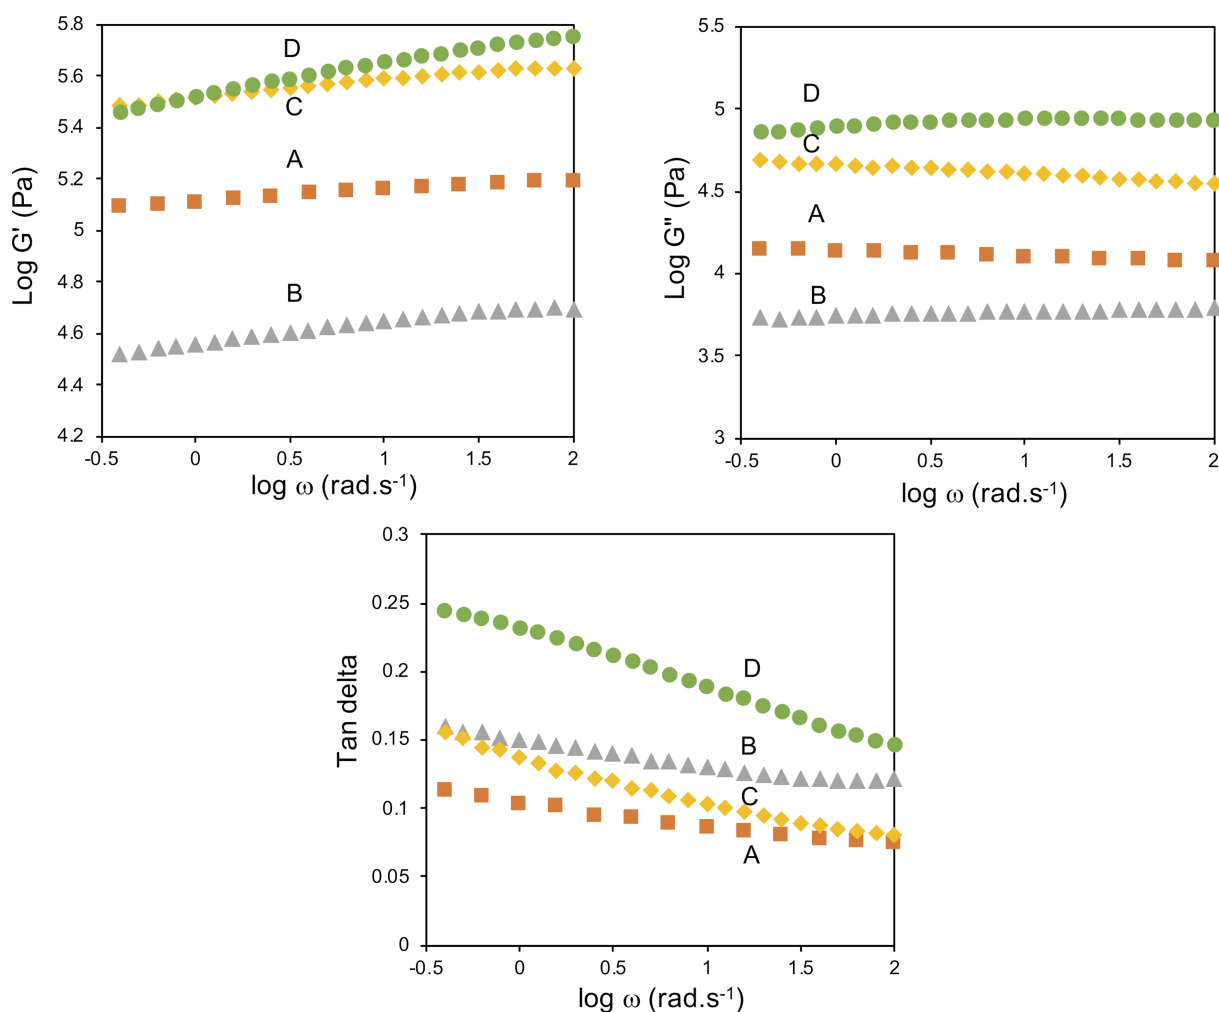 5.8
5.6
5.4
5.2
5
4.8
4.6
4.4
4.2
Log G' (Pa)
D
C
A
B
-0.5 0 0.5 1 1.5 2
log ω (rad.s-1)
5.5
5
4.5
4
3.5
3
Log G" (Pa)
D
C
A
B
-0.5 0 0.5 1 1.5 2
log ω (rad.s-1)
0.3
0.25
0.2
0.15
0.1
0.05
0
Tan delta
D
B
C
A
-0.5 0 0.5 1 1.5 2
log ω (rad.s-1)